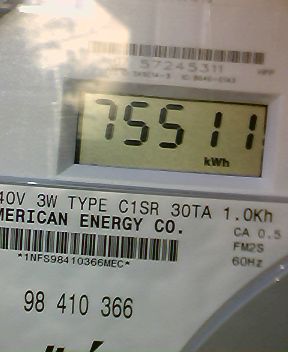 57245311
75511
kWh
40V 3W TYPE C1SR 30TA 1.0Kh
MERICAN ENERGY CO.
CA 0.5
FM2S
*1NFS98410366MEC*
60Hz
98 410 366